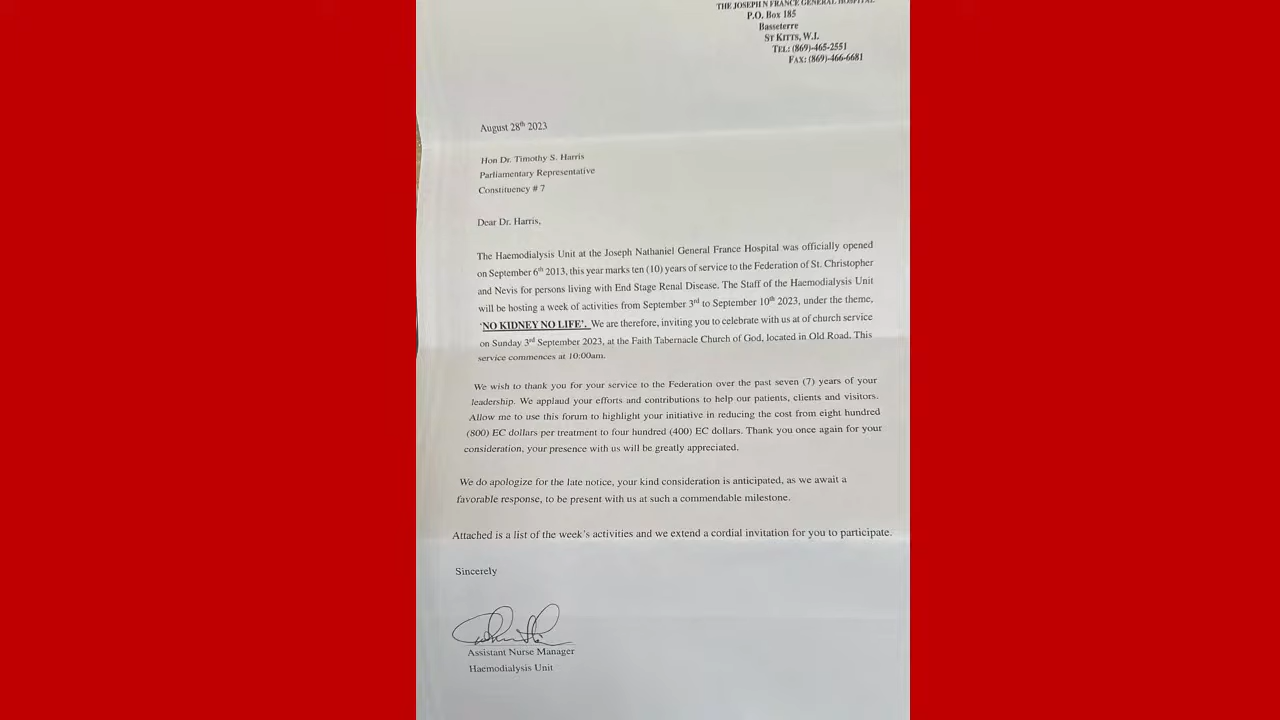 THE JOSEPH N FRANCE GENERAL HOSPITAL
P.O. Box 185
Basseterre
ST KITTS, W.I.
TEL: (869)-465-2551
FAX: (869)-466-6681
August 28th 2023
Hon Dr. Timothy S. Harris
Parliamentary Representative
Constituency # 7
Dear Dr. Harris,
The Haemodialysis Unit at the Joseph Nathaniel General France Hospital was officially opened
on September 6th 2013, this year marks ten (10) years of service to the Federation of St. Christopher
and Nevis for persons living with End Stage Renal Disease. The Staff of the Haemodialysis Unit
will be hosting a week of activities from September 3rd to September 10th 2023, under the theme,
‘NO KIDNEY NO LIFE’. We are therefore, inviting you to celebrate with us at of church service
on Sunday 3rd September 2023, at the Faith Tabernacle Church of God, located in Old Road. This
service commences at 10:00am.
We wish to thank you for your service to the Federation over the past seven (7) years of your
leadership. We applaud your efforts and contributions to help our patients, clients and visitors.
Allow me to use this forum to highlight your initiative in reducing the cost from eight hundred
(800) EC dollars per treatment to four hundred (400) EC dollars. Thank you once again for your
consideration, your presence with us will be greatly appreciated.
We do apologize for the late notice, your kind consideration is anticipated, as we await a
favorable response, to be present with us at such a commendable milestone.
Attached is a list of the week’s activities and we extend a cordial invitation for you to participate.
Sincerely
Assistant Nurse Manager
Haemodialysis Unit